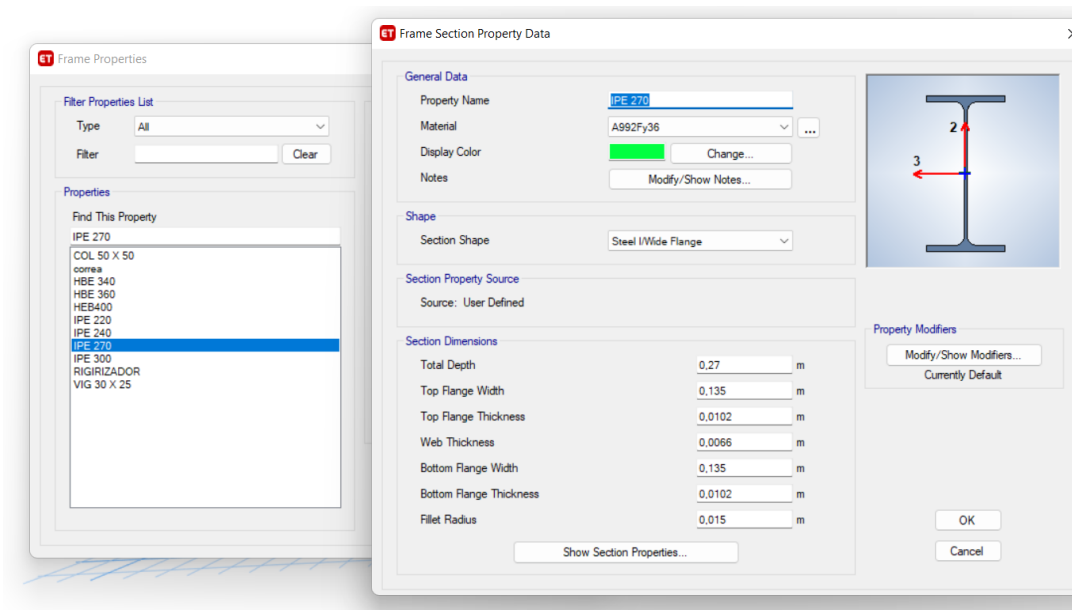 ET Frame Properties
Filter Properties List
Type All
Filter Clear
Properties
Find This Property
IPE 270
COL 50 X 50
correa
HBE 340
HBE 360
HEB400
IPE 220
IPE 240
IPE 270
IPE 300
RIGIRIZADOR
VIG 30 X 25
ET Frame Section Property Data
General Data
Property Name IPE 270
Material A992Fy36 ...
Display Color Change...
Notes Modify/Show Notes...
Shape
Section Shape Steel I/Wide Flange
Section Property Source
Source: User Defined
Section Dimensions
Total Depth 0,27 m
Top Flange Width 0,135 m
Top Flange Thickness 0,0102 m
Web Thickness 0,0066 m
Bottom Flange Width 0,135 m
Bottom Flange Thickness 0,0102 m
Fillet Radius 0,015 m
Show Section Properties...
2
3
Property Modifiers
Modify/Show Modifiers...
Currently Default
OK
Cancel